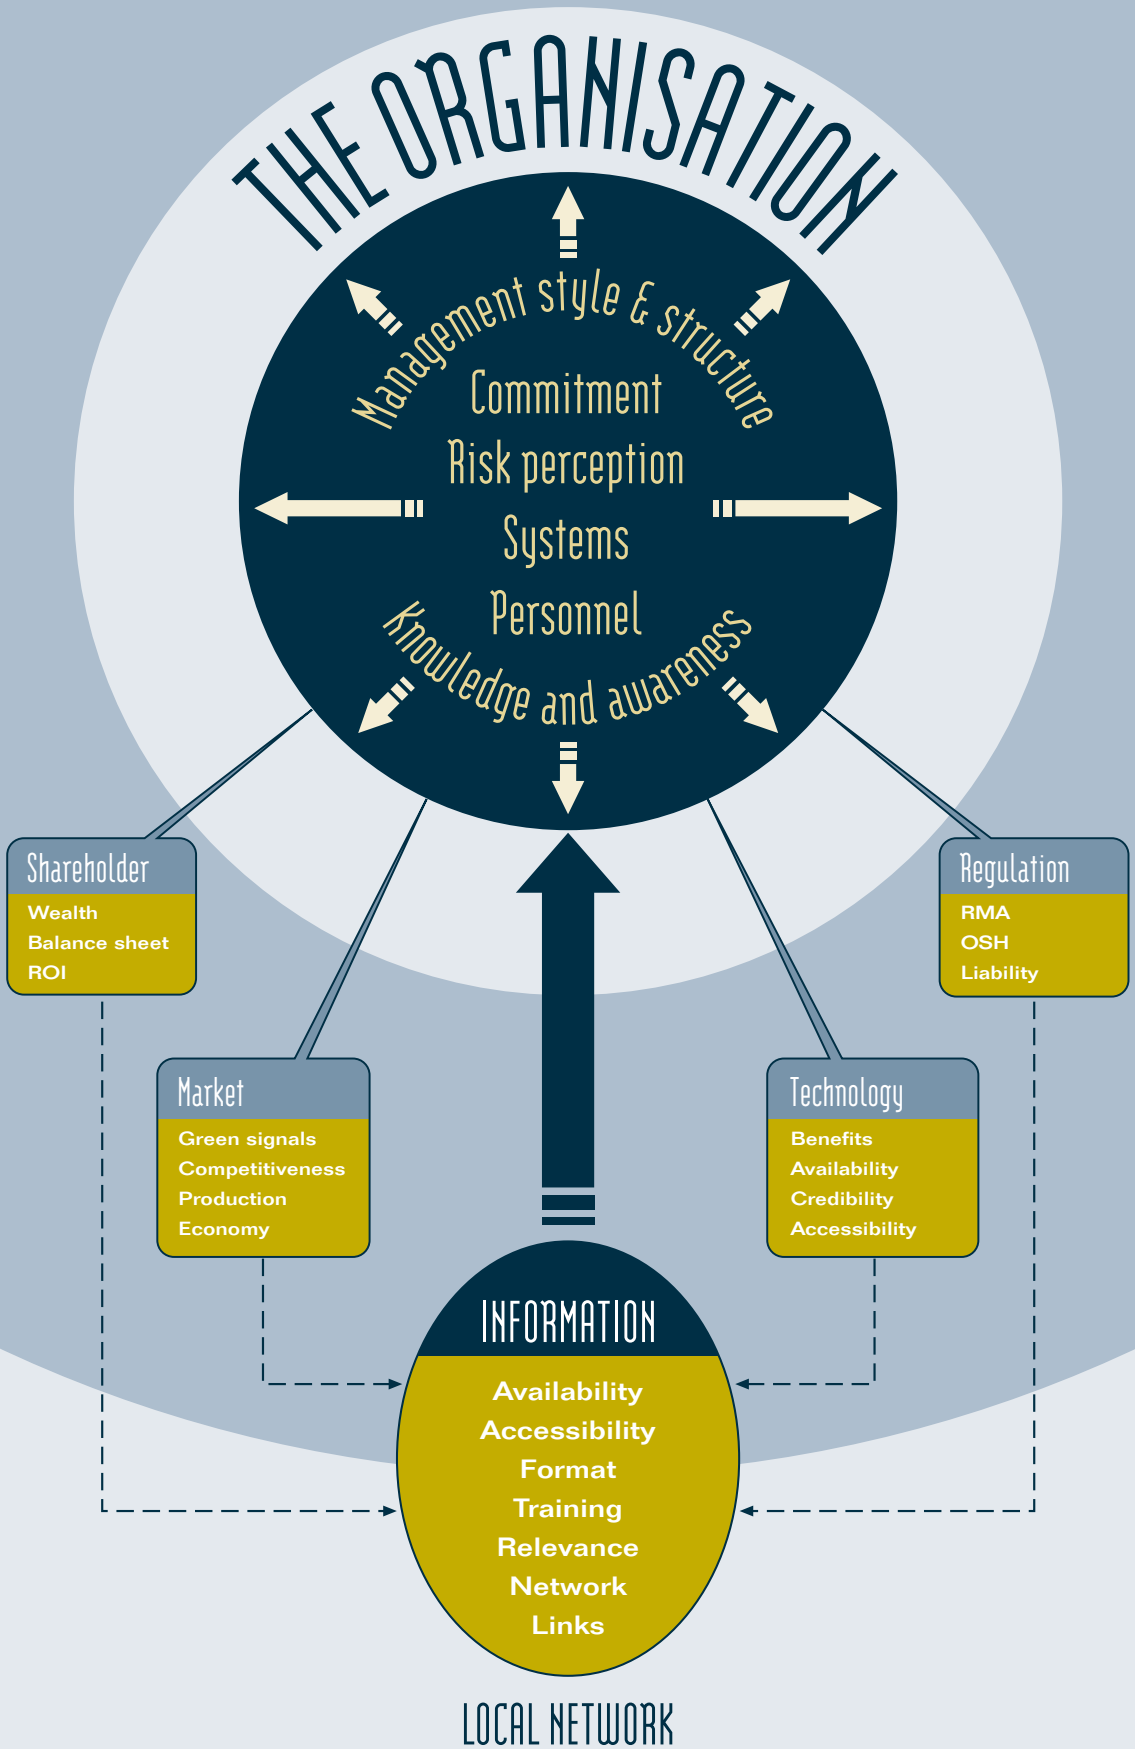 THE ORGANISATION
Management style & structure
Commitment
Risk perception
Systems
Personnel
Knowledge and awareness
Shareholder
Wealth
Balance sheet
ROI
Regulation
RMA
OSH
Liability
Market
Green signals
Competitiveness
Production
Economy
Technology
Benefits
Availability
Credibility
Accessibility
INFORMATION
Availability
Accessibility
Format
Training
Relevance
Network
Links
LOCAL NETWORK